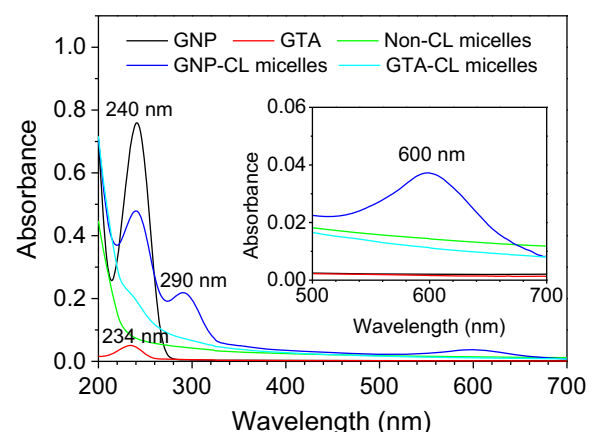 GNP GTA Non-CL micelles
GNP-CL micelles GTA-CL micelles
240 nm
290 nm
234 nm
600 nm
Absorbance
1.0
0.8
0.6
0.4
0.2
0.0
200 300 400 500 600 700
Wavelength (nm)
Absorbance
0.06
0.04
0.02
0.00
500 600 700
Wavelength (nm)